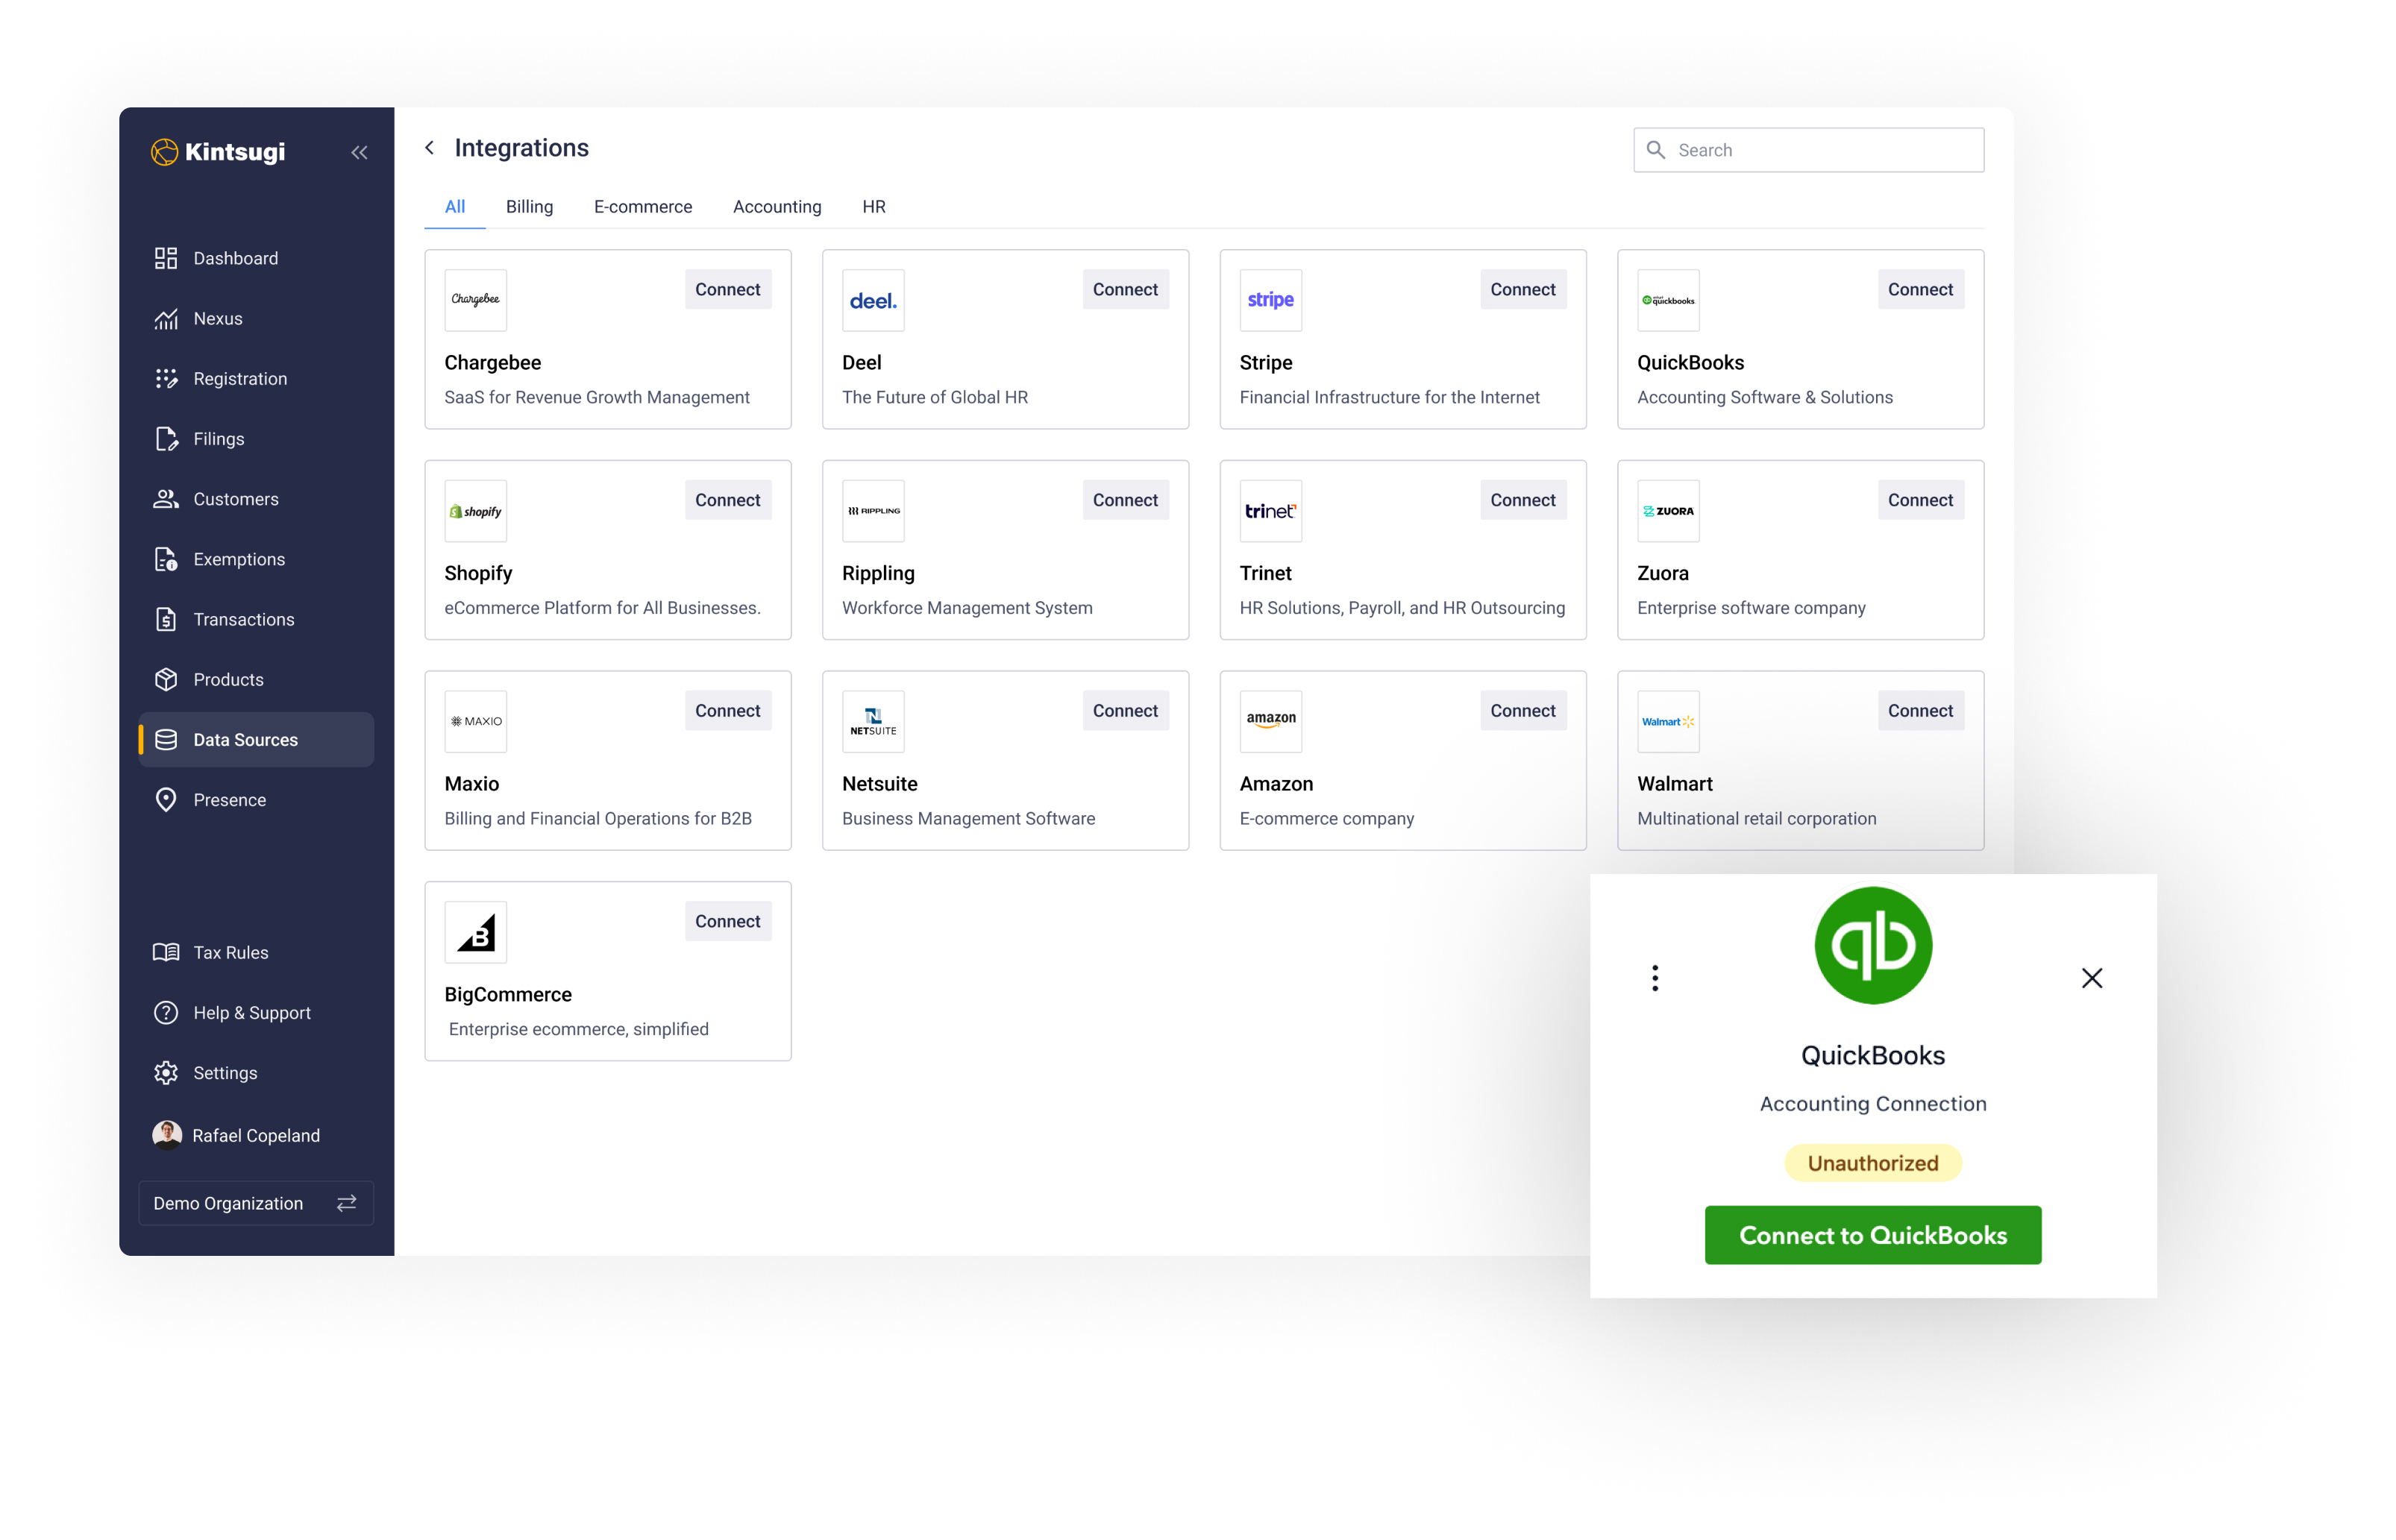 Kintsugi
Dashboard
Nexus
Registration
Filings
Customers
Exemptions
Transactions
Products
Data Sources
Presence
Tax Rules
Help & Support
Settings
Rafael Copeland
Demo Organization
Integrations
Search
All Billing E-commerce Accounting HR
Chargebee
Connect
Chargebee
SaaS for Revenue Growth Management
deel.
Connect
Deel
The Future of Global HR
stripe
Connect
Stripe
Financial Infrastructure for the Internet
intuit
quickbooks
Connect
QuickBooks
Accounting Software & Solutions
shopify
Connect
Shopify
eCommerce Platform for All Businesses.
RIPPLING
Connect
Rippling
Workforce Management System
trinet
Connect
Trinet
HR Solutions, Payroll, and HR Outsourcing
ZUORA
Connect
Zuora
Enterprise software company
MAXIO
Connect
Maxio
Billing and Financial Operations for B2B
N
NETSUITE
Connect
Netsuite
Business Management Software
amazon
Connect
Amazon
E-commerce company
Walmart
Connect
Walmart
Multinational retail corporation
B
Connect
BigCommerce
Enterprise ecommerce, simplified
qb
QuickBooks
Accounting Connection
Unauthorized
Connect to QuickBooks